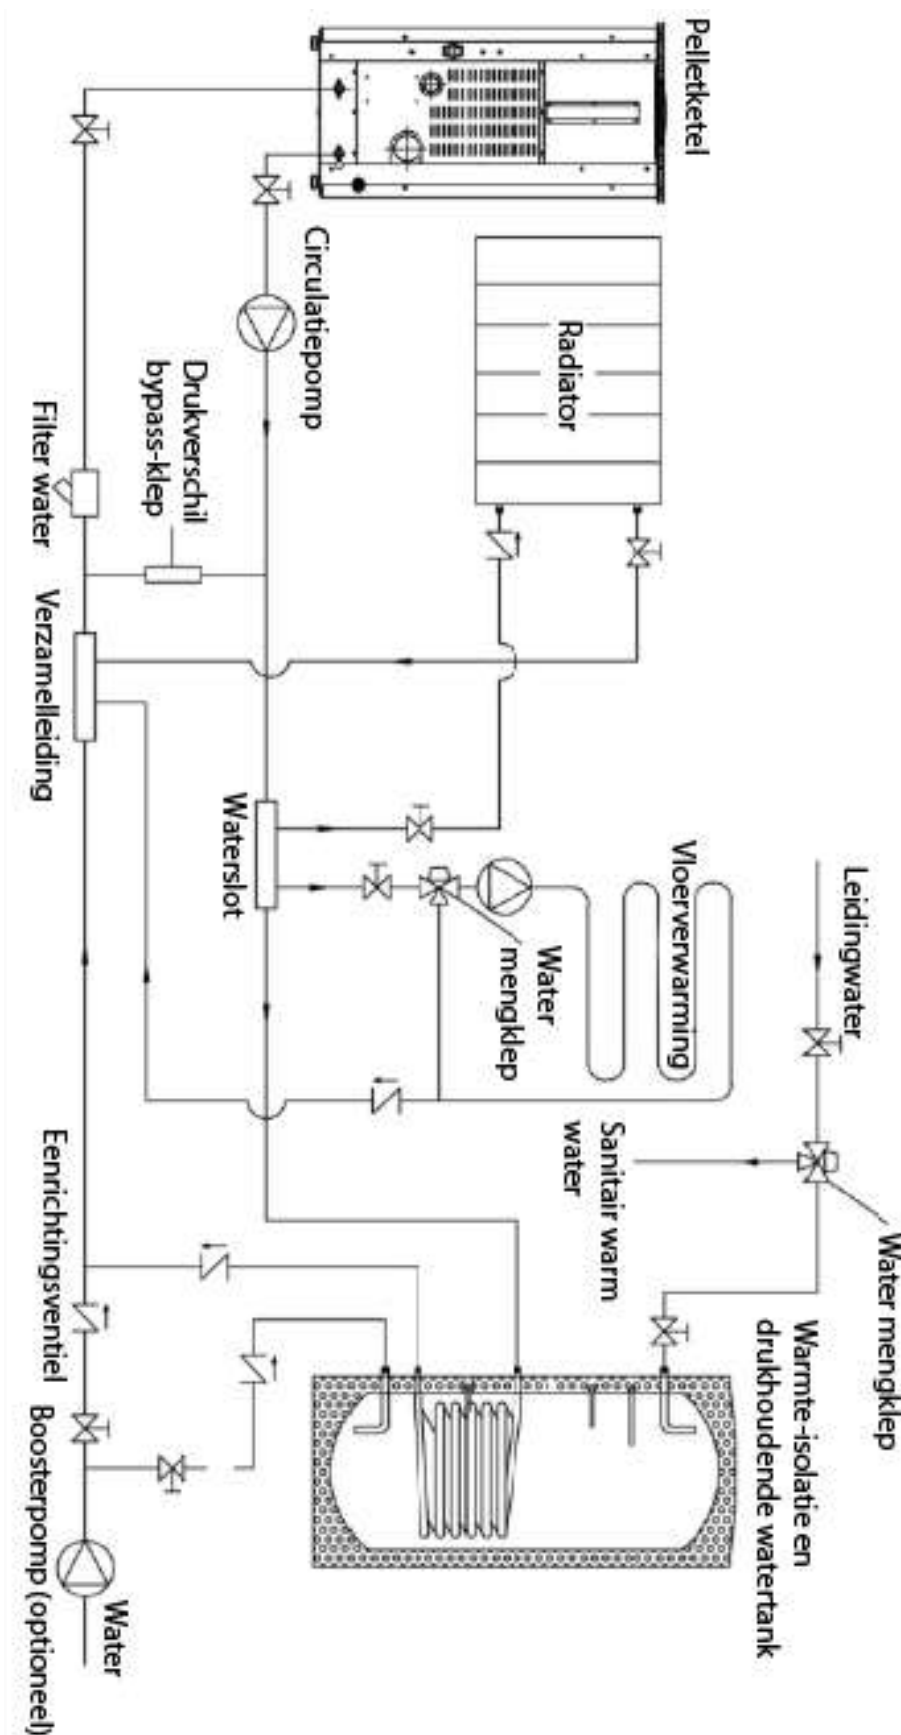 Pelletketel
Radiator
Circulatiepomp
Drukverschil
bypass-klep
Filter water
Verzamelleiding
Waterslot
Vloerverwarming
Water
mengklep
Leidingwater
Sanitair warm
water
Water mengklep
Warmte-isolatie en
drukhoudende watertank
Eenrichtingsventiel
Boosterpomp (optioneel)
Water